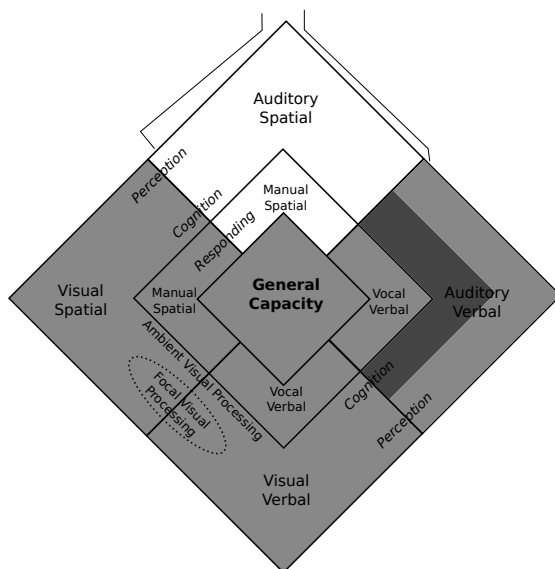 Auditory
Spatial
Perception
Cognition
Responding
Manual
Spatial
General
Capacity
Visual
Spatial
Manual
Spatial
Vocal
Verbal
Auditory
Verbal
Ambient Visual Processing
Focal Visual
Processing
Vocal
Verbal
Cognition
Perception
Visual
Verbal